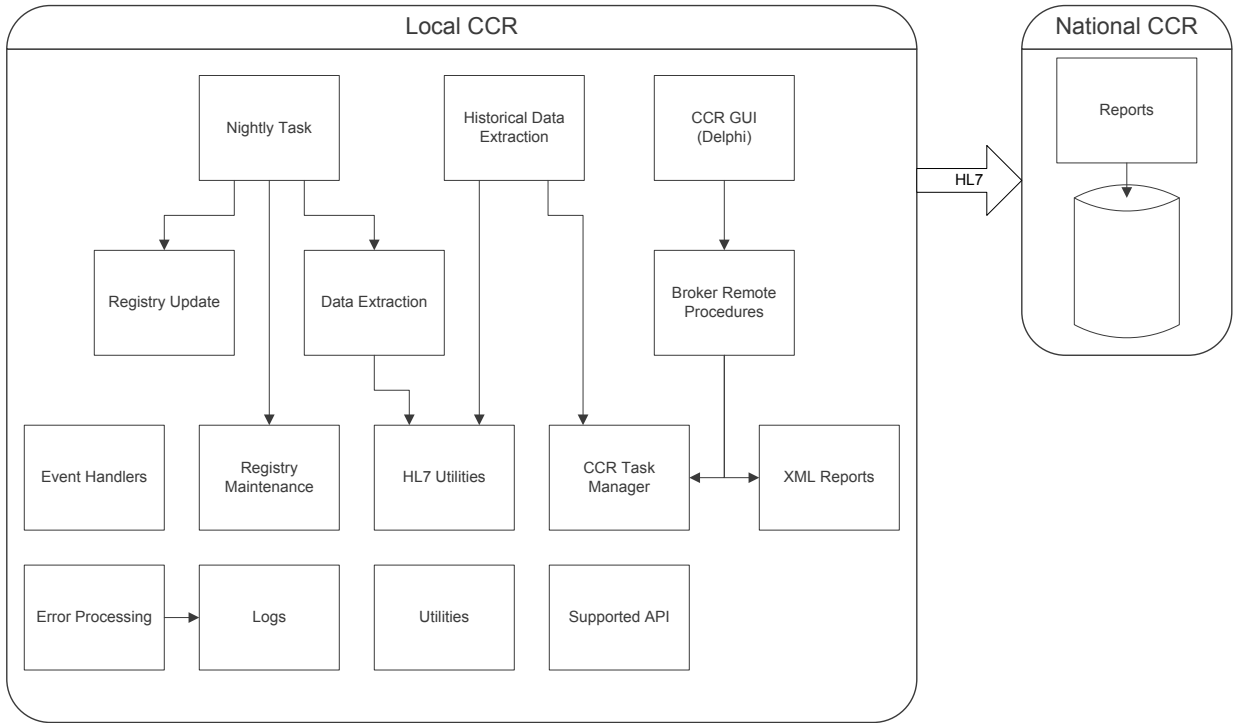 Local CCR
National CCR
Nightly Task
Historical Data
Extraction
CCR GUI
(Delphi)
Reports
HL7
Registry Update
Data Extraction
Broker Remote
Procedures
Event Handlers
Registry
Maintenance
HL7 Utilities
CCR Task
Manager
XML Reports
Error Processing
Logs
Utilities
Supported API